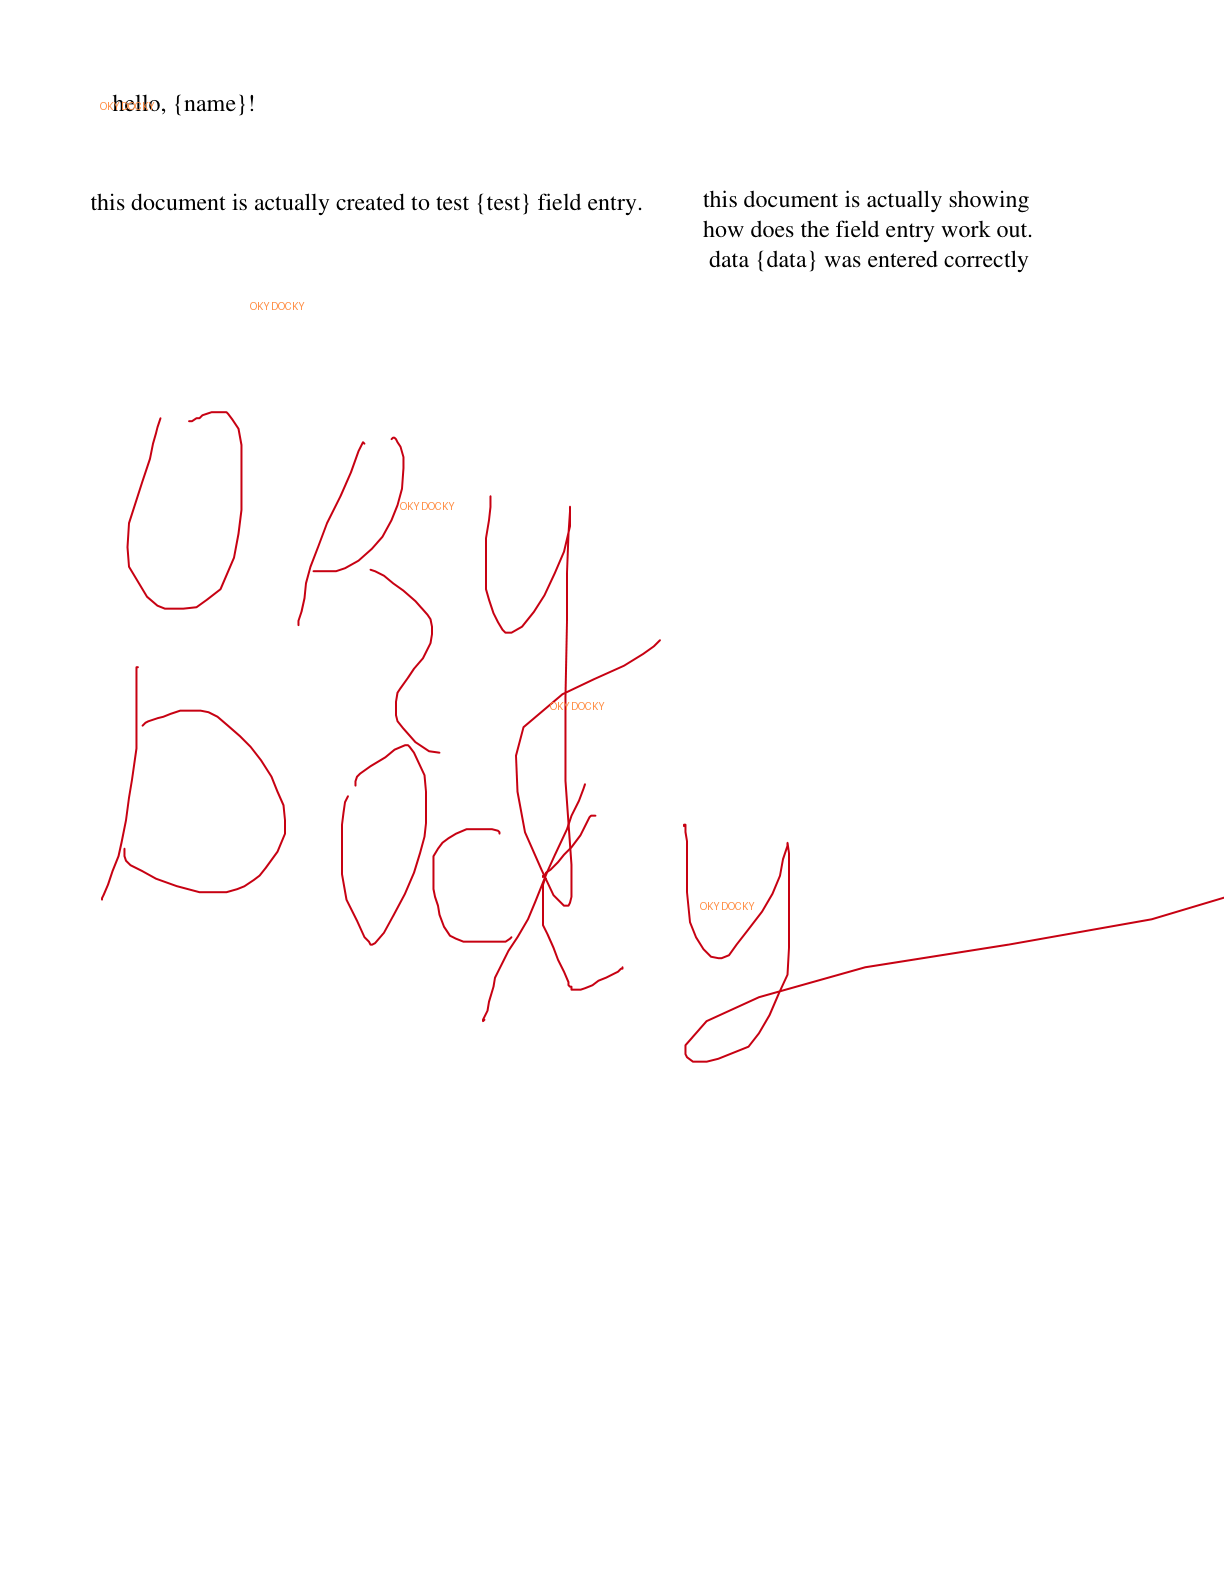 OKY DOCKY
hello, {name}!
this document is actually created to test {test} field entry.
this document is actually showing
how does the field entry work out.
data {data} was entered correctly
OKY DOCKY
Oky
OKY DOCKY
OKY DOCKY
Docky
OKY DOCKY